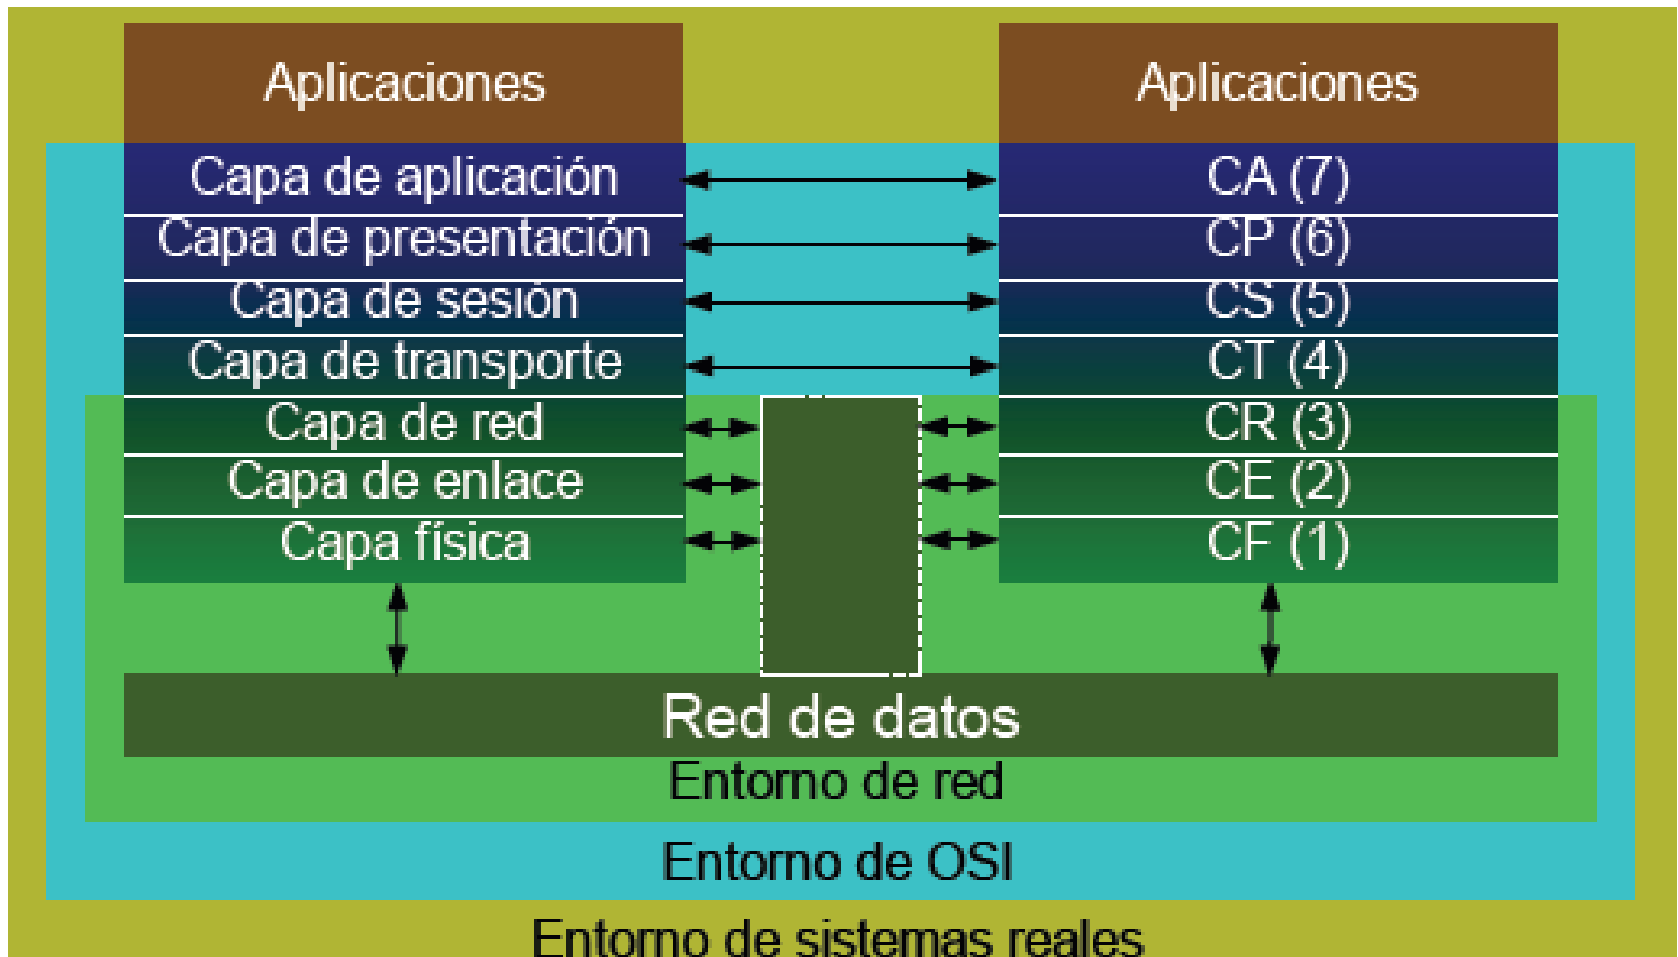 Aplicaciones
Aplicaciones
Capa de aplicación
CA (7)
Capa de presentación
CP (6)
Capa de sesión
CS (5)
Capa de transporte
CT (4)
Capa de red
CR (3)
Capa de enlace
CE (2)
Capa física
CF (1)
Red de datos
Entorno de red
Entorno de OSI
Entorno de sistemas reales